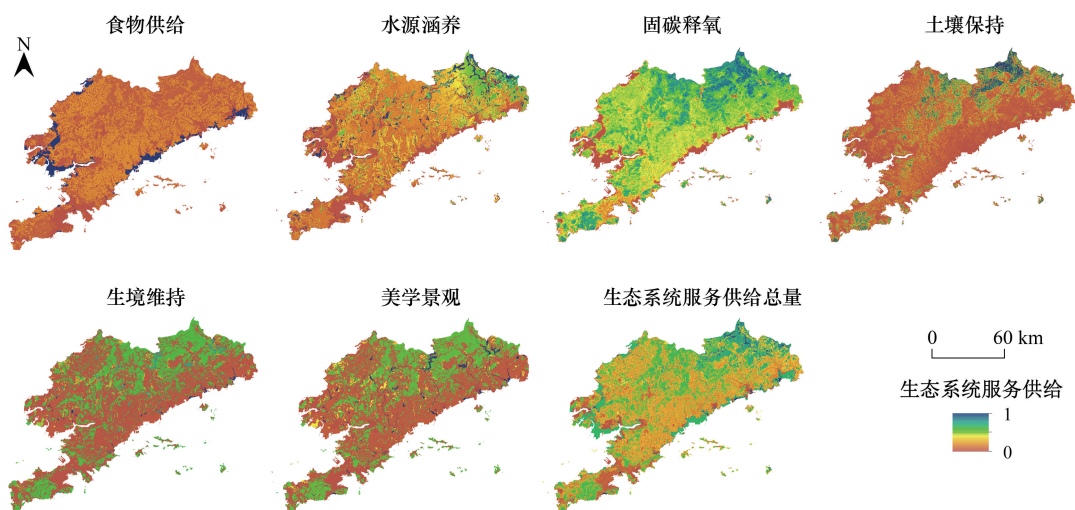 食物供给
水源涵养
固碳释氧
土壤保持
N
生境维持
美学景观
生态系统服务供给总量
0 60 km
生态系统服务供给
1
0